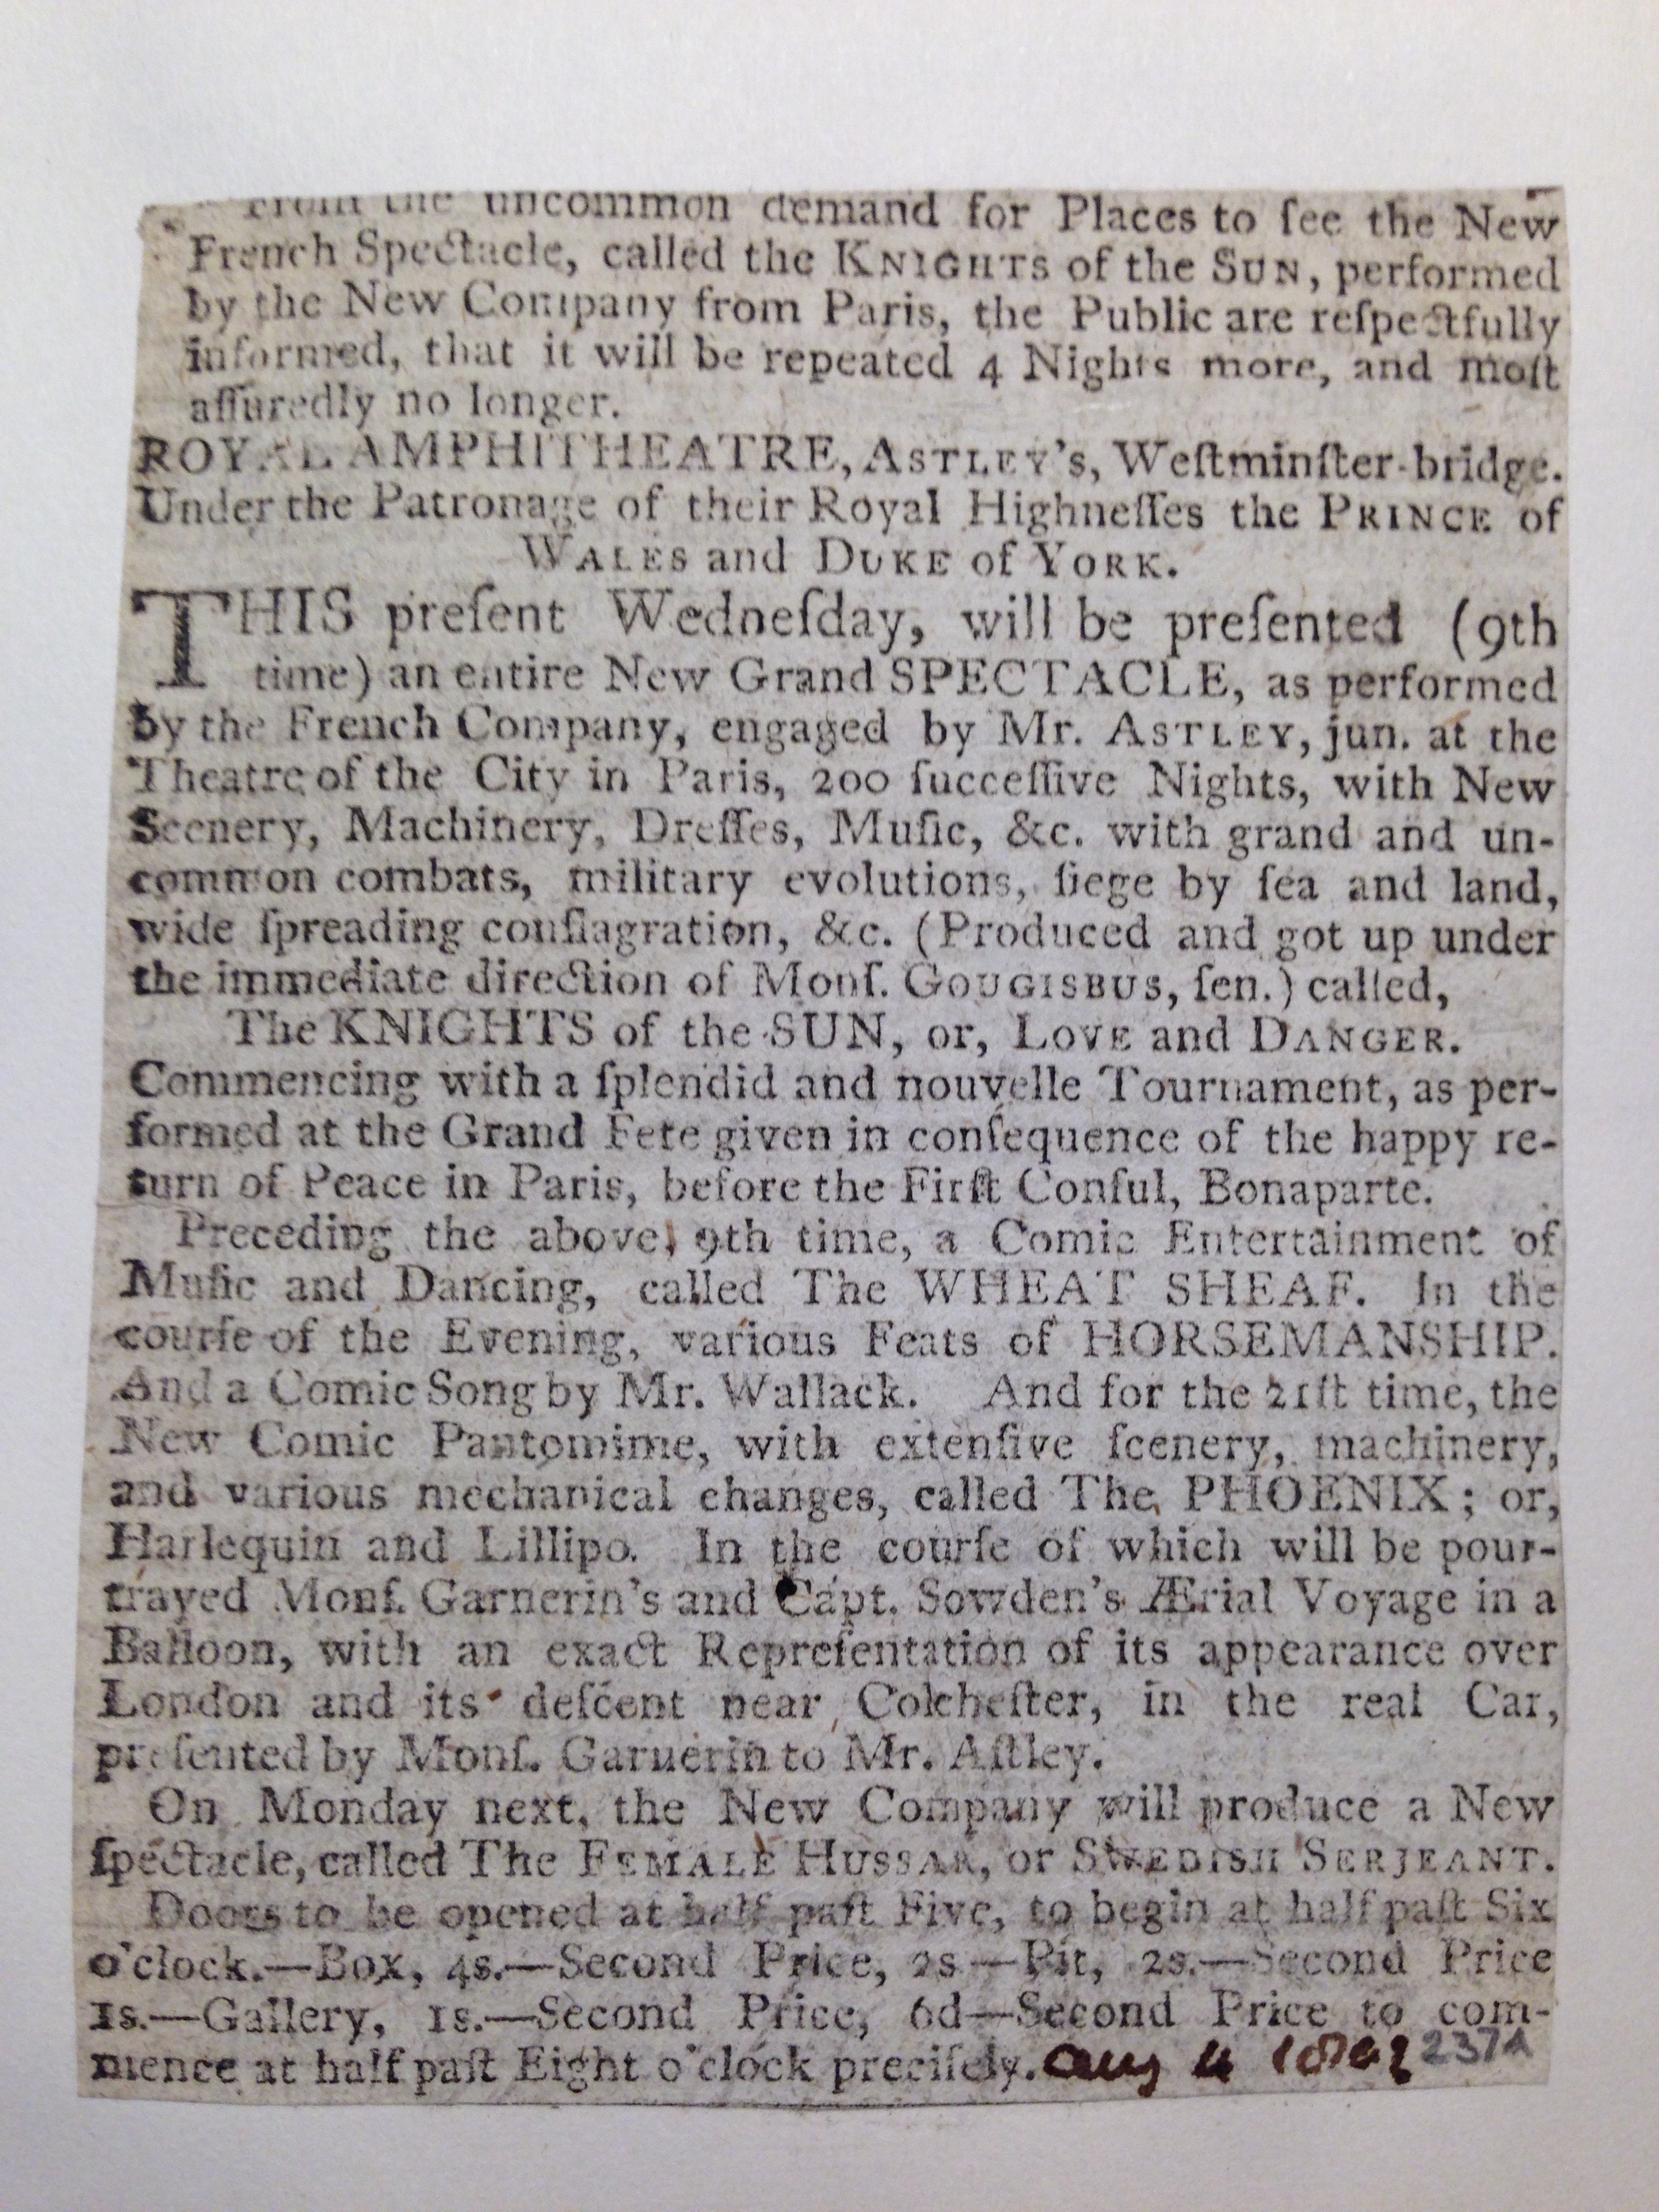 From the uncommon demand for Places to ſee the New
French Spectacle, called the KNIGHTS of the SUN, performed
by the New Company from Paris, the Public are reſpectfully
informed, that it will be repeated 4 Nights more, and moſt
aſſuredly no longer.
ROYAL AMPHITHEATRE, ASTLEY's, Weſtminſter-bridge.
Under the Patronage of their Royal Highneſſes the PRINCE of
WALES and DUKE of YORK.
THIS preſent Wedneſday, will be preſented (9th
time) an entire New Grand SPECTACLE, as performed
by the French Company, engaged by Mr. ASTLEY, jun. at the
Theatre of the City in Paris, 200 ſucceſſive Nights, with New
Scenery, Machinery, Dreſſes, Muſic, &c. with grand and un-
common combats, military evolutions, ſiege by ſea and land,
wide ſpreading conflagration, &c. (Produced and got up under
the immediate direction of Monſ. GOUGISBUS, ſen.) called,
The KNIGHTS of the SUN, or, LOVE and DANGER.
Commencing with a ſplendid and nouvelle Tournament, as per-
formed at the Grand Fete given in conſequence of the happy re-
turn of Peace in Paris, before the Firſt Conſul, Bonaparte.
Preceding the above, 9th time, a Comic Entertainment of
Muſic and Dancing, called The WHEAT SHEAF. In the
courſe of the Evening, various Feats of HORSEMANSHIP.
And a Comic Song by Mr. Wallack. And for the 21ſt time, the
New Comic Pantomime, with extenſive ſcenery, machinery,
and various mechanical changes, called The PHOENIX; or,
Harlequin and Lillipo. In the courſe of which will be pour-
trayed Monſ. Garnerin's and Capt. Sowden's Ærial Voyage in a
Balloon, with an exact Repreſentation of its appearance over
London and its deſcent near Colcheſter, in the real Car,
preſented by Monſ. Garuerin to Mr. Aſtley.
On Monday next, the New Company will produce a New
ſpectacle, called The FEMALE HUSSAR, or SWEDISH SERJEANT.
Doors to be opened at half paſt Five, to begin at half paſt Six
o'clock.—Box, 4s.—Second Price, 2s—Pit, 2s.—Second Price
1s.—Gallery, 1s.—Second Price, 6d—Second Price to com-
mence at half paſt Eight o'clock preciſely. Aug 4 1802 237A